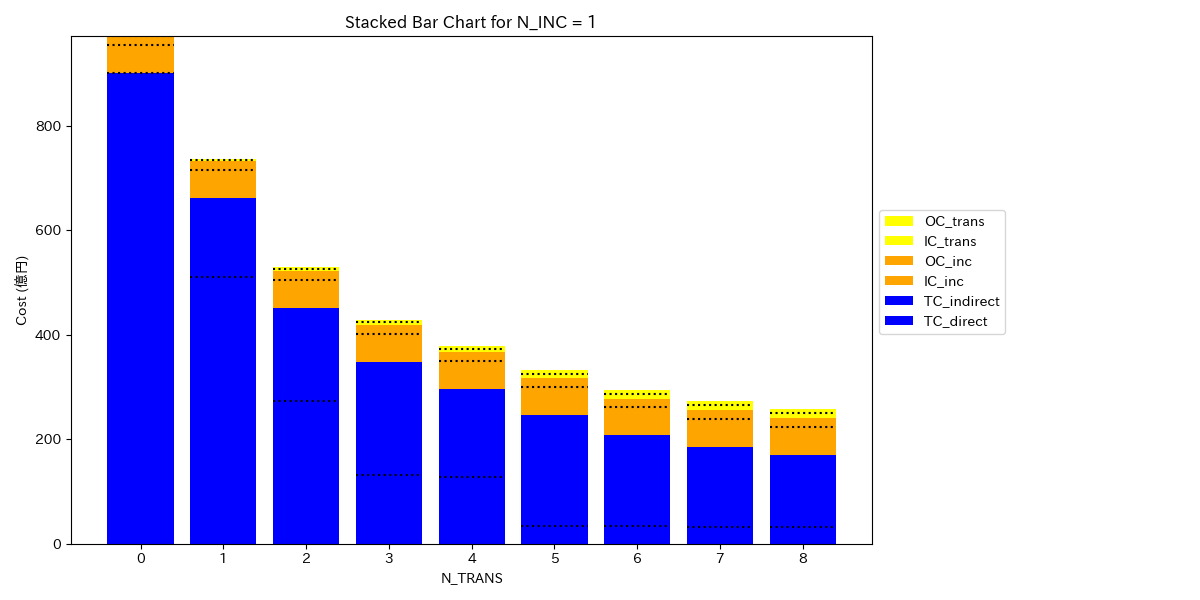 Stacked Bar Chart for N_INC = 1
Cost (億円)
800
600
400
200
0
0 1 2 3 4 5 6 7 8
N_TRANS
OC_trans
IC_trans
OC_inc
IC_inc
TC_indirect
TC_direct